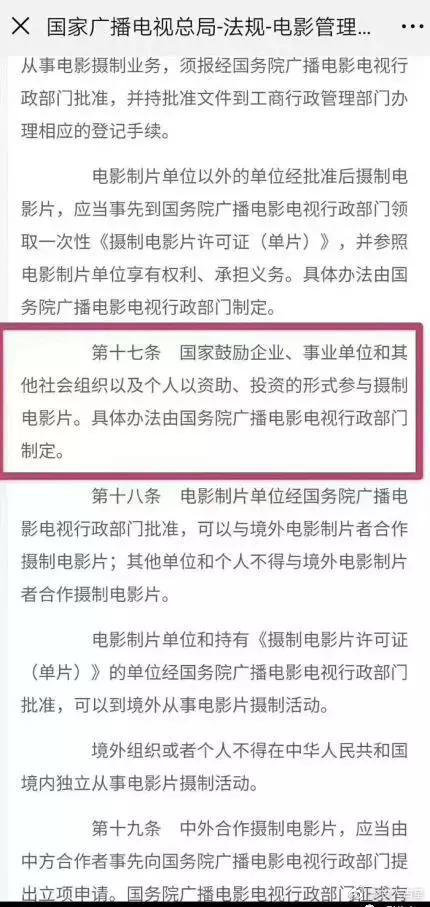 国家广播电视总局-法规-电影管理...
从事电影摄制业务，须报经国务院广播电影电视行
政部门批准，并持批准文件到工商行政管理部门办
理相应的登记手续。
电影制片单位以外的单位经批准后摄制电
影片，应当事先到国务院广播电影电视行政部门领
取一次性《摄制电影片许可证（单片）》，并参照
电影制片单位享有权利、承担义务。具体办法由国
务院广播电影电视行政部门制定。
第十七条 国家鼓励企业、事业单位和其
他社会组织以及个人以资助、投资的形式参与摄制
电影片。具体办法由国务院广播电影电视行政部门
制定。
第十八条 电影制片单位经国务院广播电
影电视行政部门批准，可以与境外电影制片者合作
摄制电影片；其他单位和个人不得与境外电影制片
者合作摄制电影片。
电影制片单位和持有《摄制电影片许可证
（单片）》的单位经国务院广播电影电视行政部门
批准，可以到境外从事电影片摄制活动。
境外组织或者个人不得在中华人民共和国
境内独立从事电影片摄制活动。
第十九条 中外合作摄制电影片，应当由
中方合作者事先向国务院广播电影电视行政部门提
出立项申请。国务院广播电影电视行政部门征求有